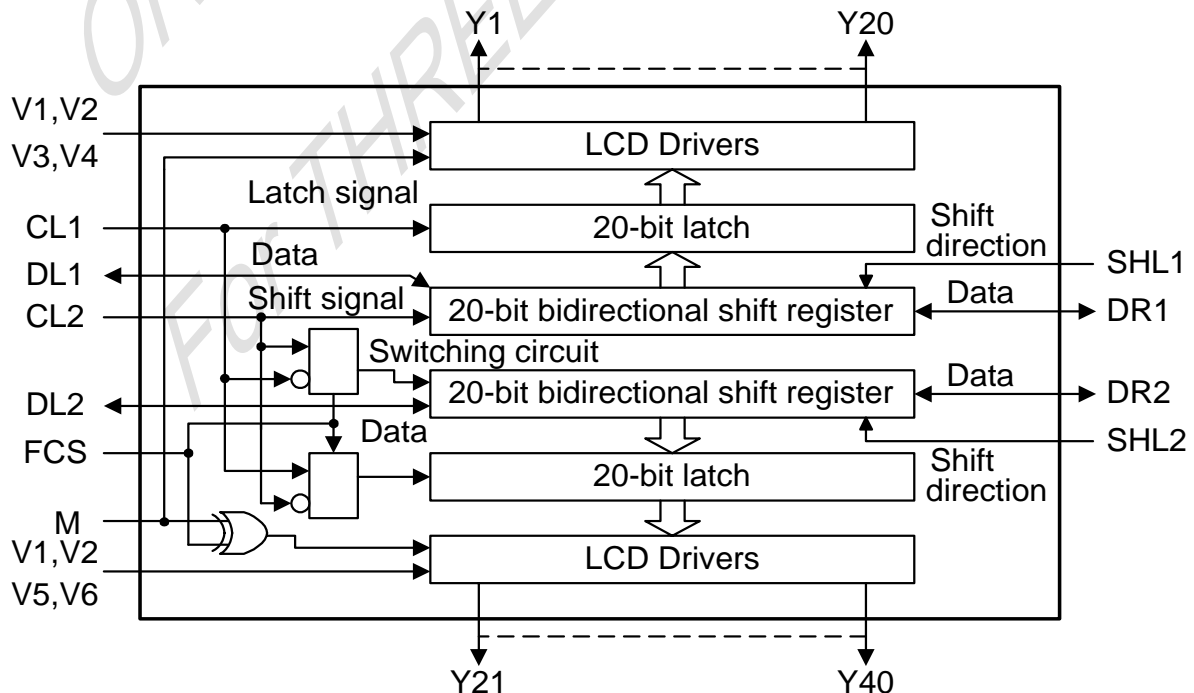 Y1
Y20
V1,V2
V3,V4
LCD Drivers
Latch signal
CL1
20-bit latch
Shift
direction
Data
DL1
SHL1
Shift signal
CL2
20-bit bidirectional shift register
Data
DR1
Switching circuit
20-bit bidirectional shift register
Data
DR2
DL2
Data
FCS
SHL2
20-bit latch
Shift
direction
M
V1,V2
LCD Drivers
V5,V6
Y21
Y40
For THREE